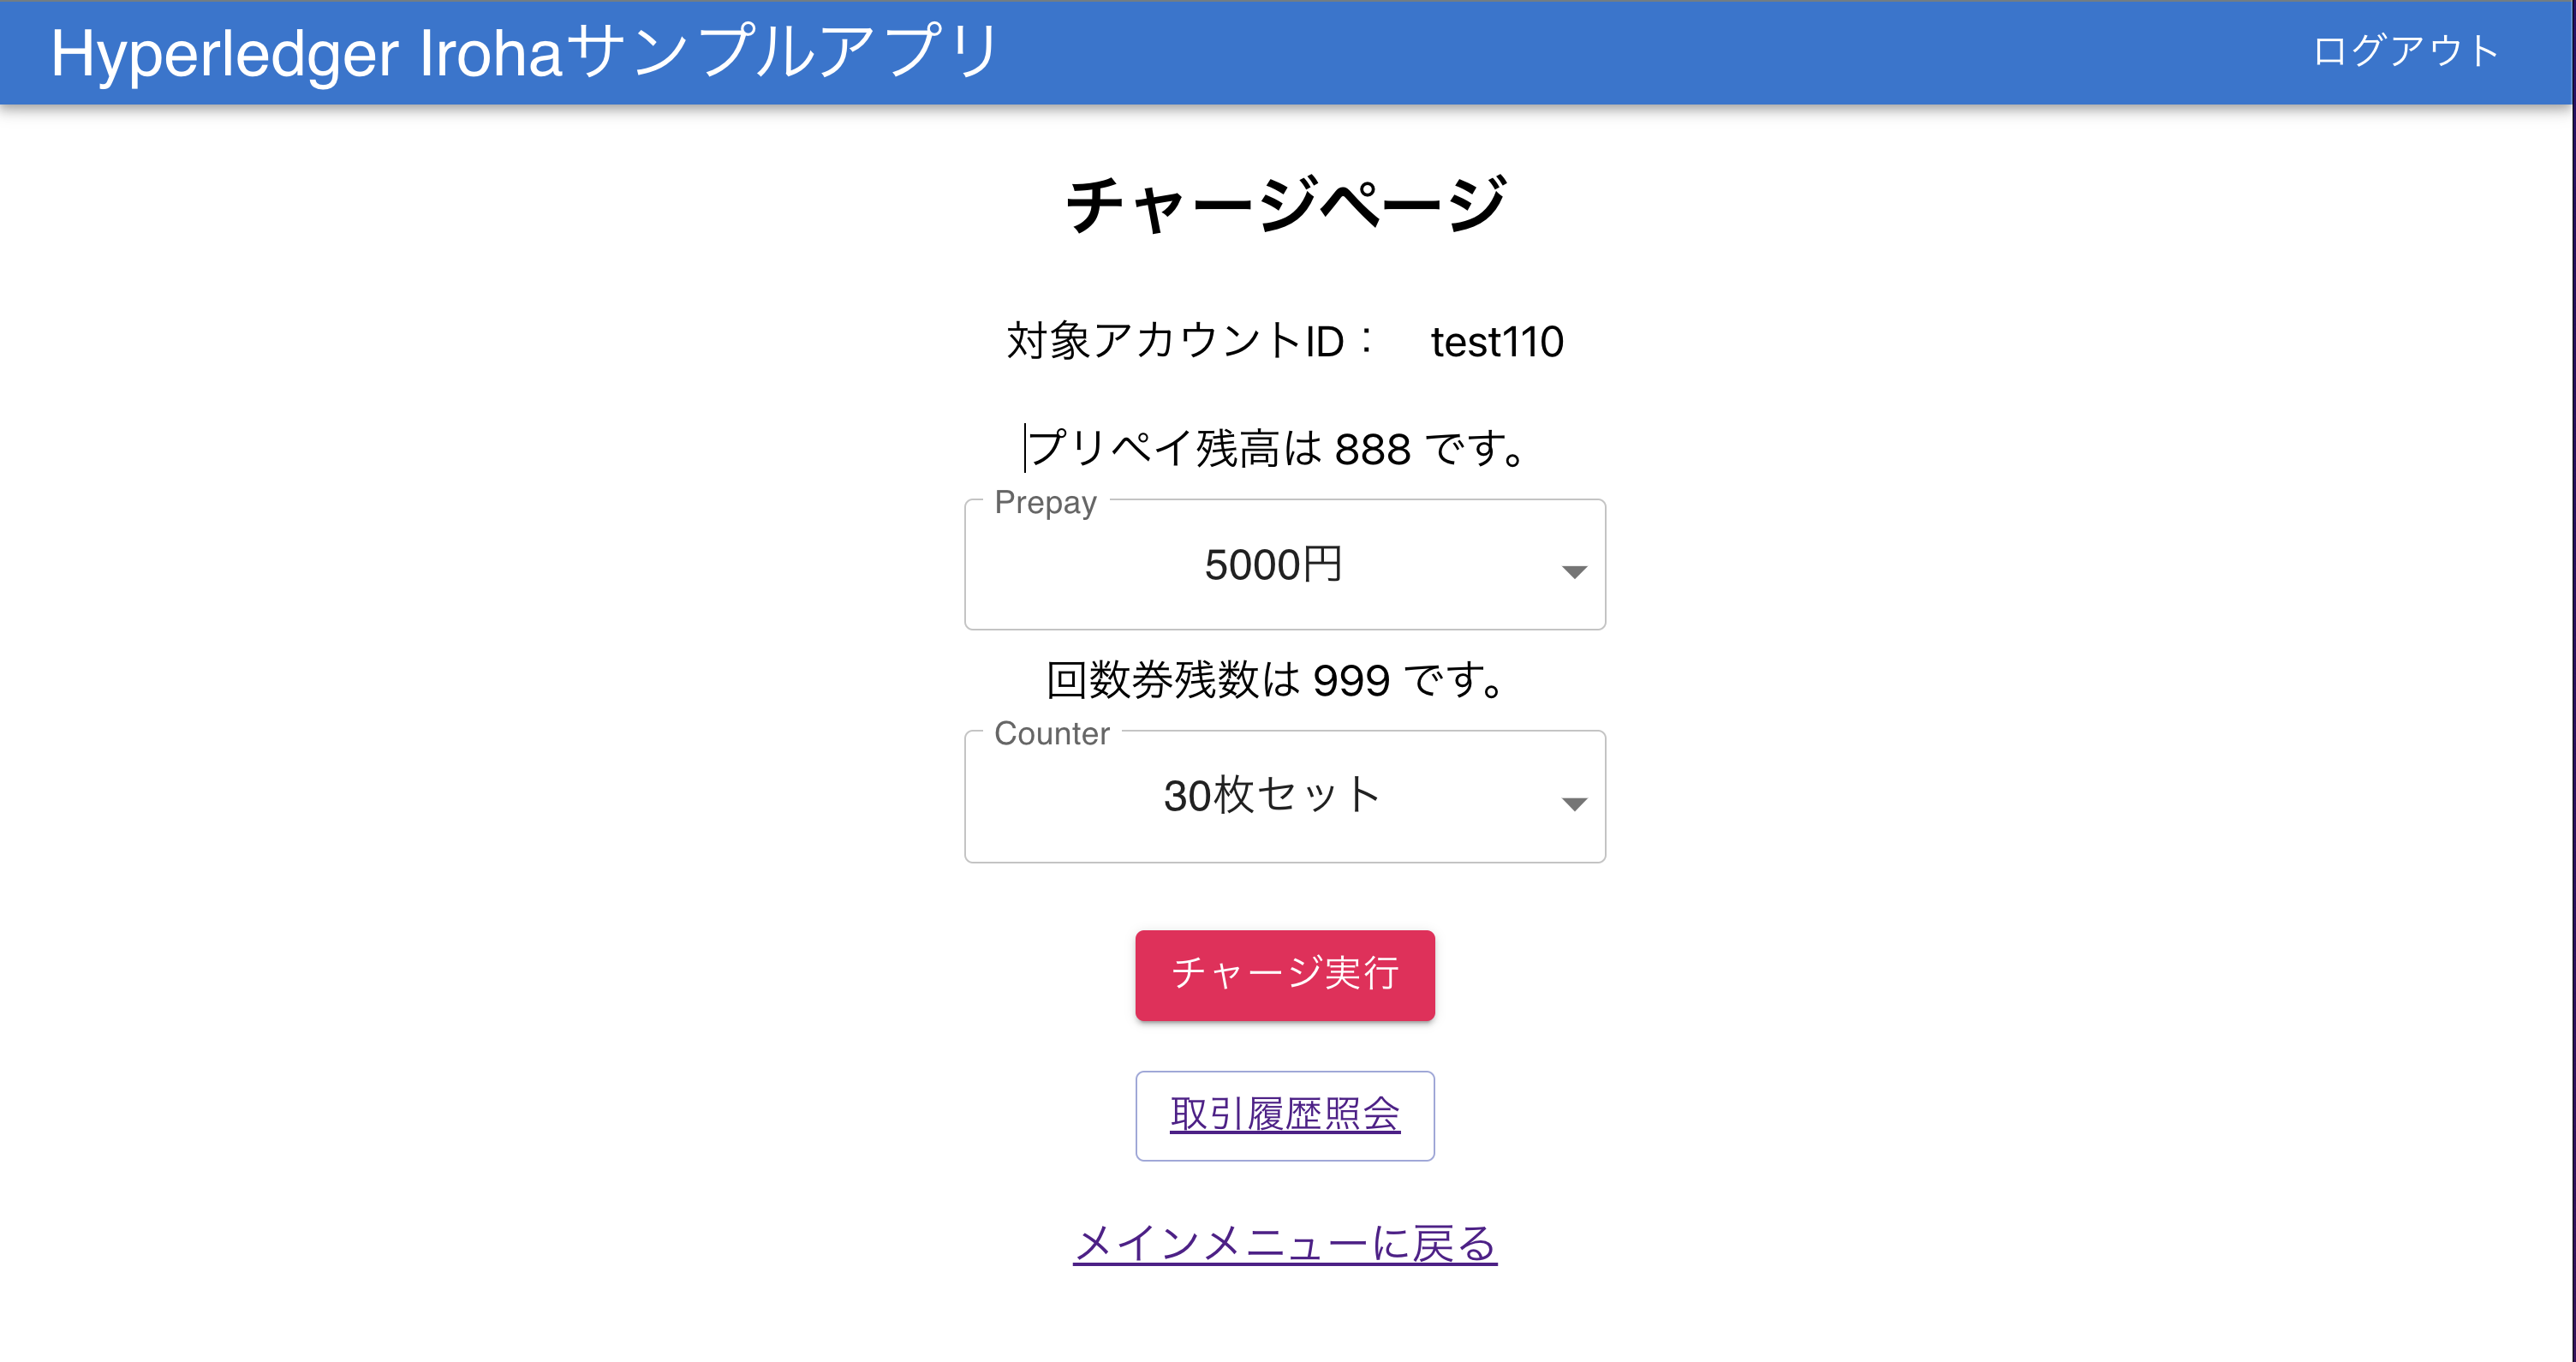 Hyperledger Irohaサンプルアプリ
ログアウト
チャージページ
対象アカウントID： test110
プリペイ残高は 888 です。
Prepay
5000円
回数券残数は 999 です。
Counter
30枚セット
チャージ実行
取引履歴照会
メインメニューに戻る